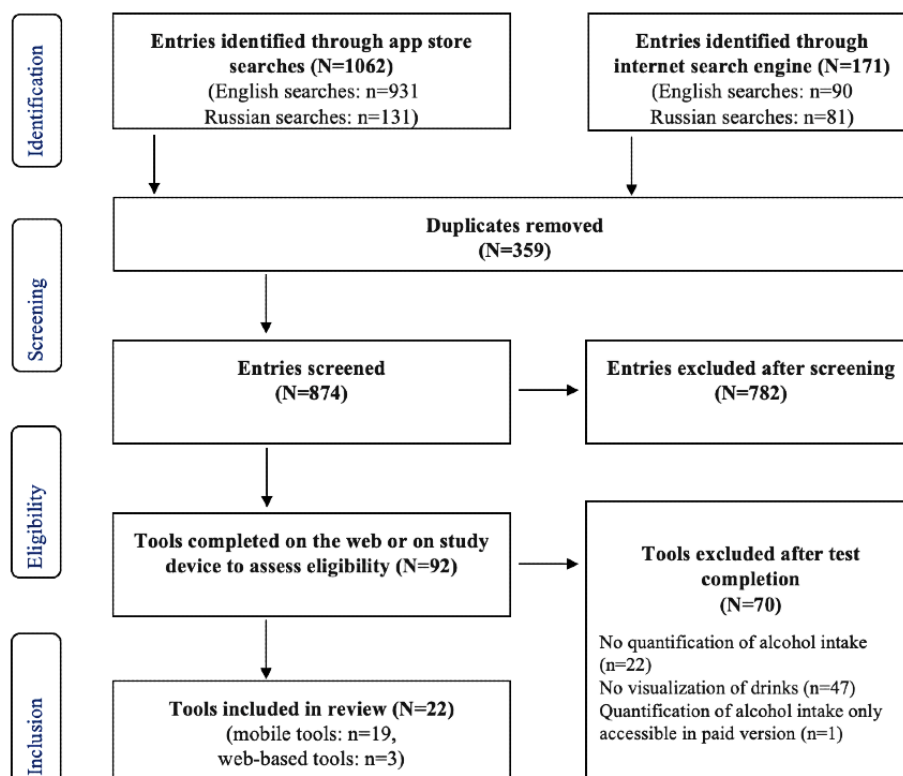 Identification
Entries identified through app store
searches (N=1062)
(English searches: n=931
Russian searches: n=131)
Entries identified through
internet search engine (N=171)
(English searches: n=90
Russian searches: n=81)
Duplicates removed
(N=359)
Screening
Entries screened
(N=874)
Entries excluded after screening
(N=782)
Eligibility
Tools completed on the web or on study
device to assess eligibility (N=92)
Tools excluded after test
completion
(N=70)
No quantification of alcohol intake
(n=22)
No visualization of drinks (n=47)
Quantification of alcohol intake only
accessible in paid version (n=1)
Inclusion
Tools included in review (N=22)
(mobile tools: n=19,
web-based tools: n=3)